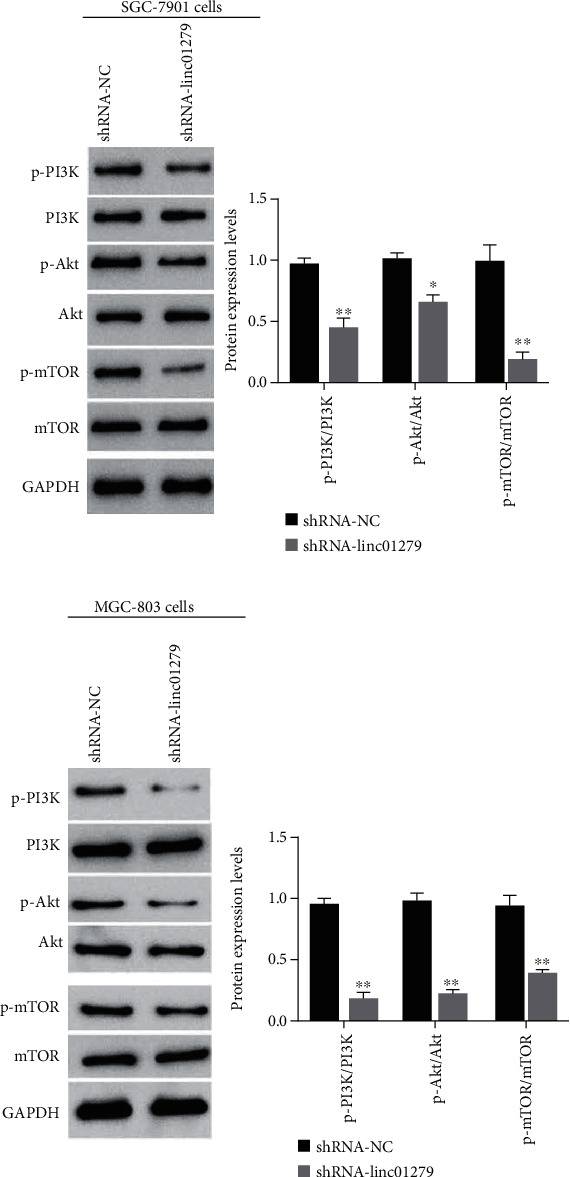 SGC-7901 cells
shRNA-NC
shRNA-linc01279
p-PI3K
PI3K
p-Akt
Akt
p-mTOR
mTOR
GAPDH
Protein expression levels
1.5
1.0
0.5
0.0
**
*
**
p-PI3K/PI3K
p-Akt/Akt
p-mTOR/mTOR
shRNA-NC
shRNA-linc01279
MGC-803 cells
shRNA-NC
shRNA-linc01279
p-PI3K
PI3K
p-Akt
Akt
p-mTOR
mTOR
GAPDH
Protein expression levels
1.5
1.0
0.5
0.0
**
**
**
p-PI3K/PI3K
p-Akt/Akt
p-mTOR/mTOR
shRNA-NC
shRNA-linc01279